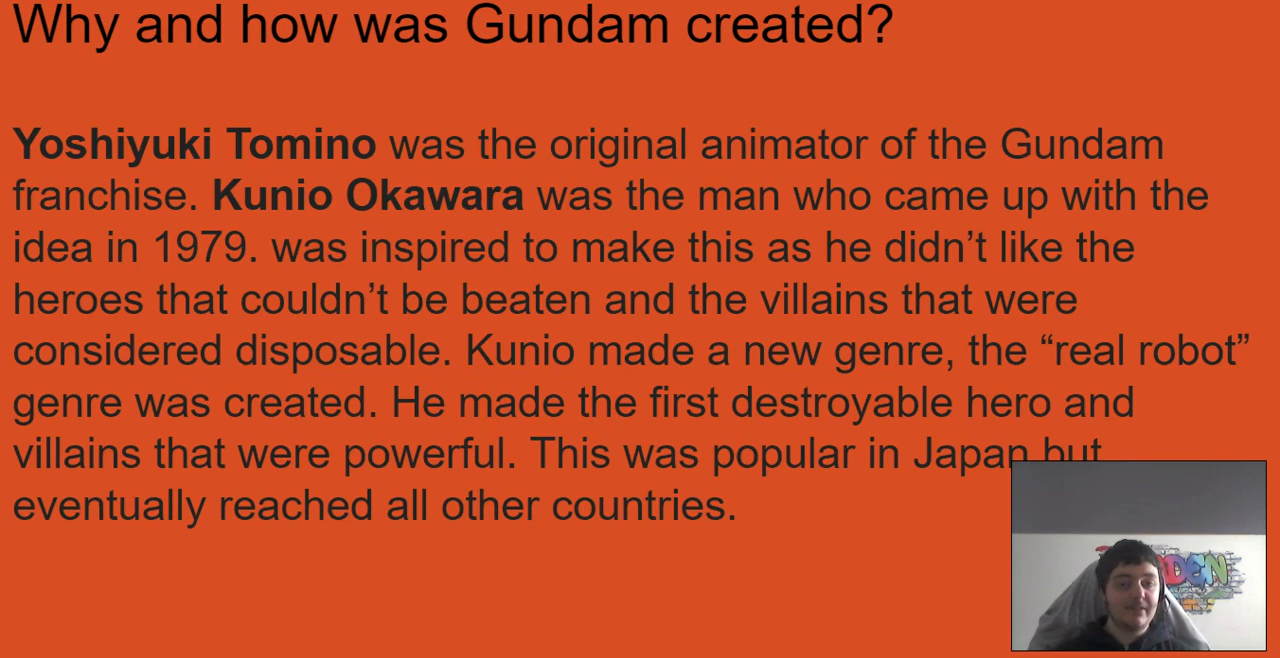 Why and how was Gundam created?
Yoshiyuki Tomino was the original animator of the Gundam
franchise. Kunio Okawara was the man who came up with the
idea in 1979. was inspired to make this as he didn’t like the
heroes that couldn’t be beaten and the villains that were
considered disposable. Kunio made a new genre, the “real robot”
genre was created. He made the first destroyable hero and
villains that were powerful. This was popular in Japan but
eventually reached all other countries.